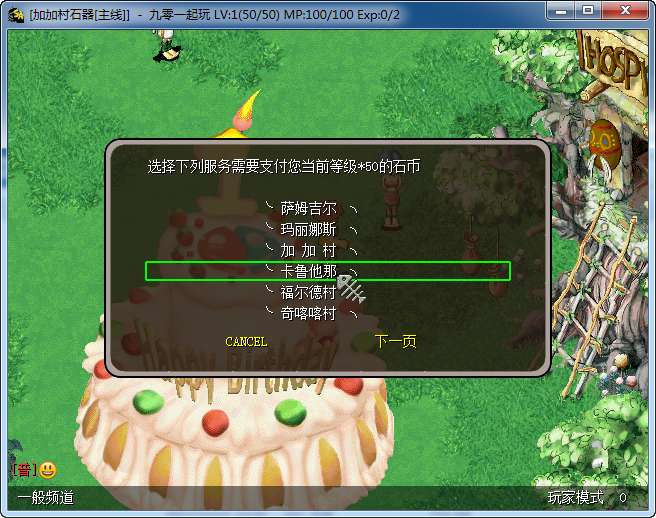 [加加村石器[主线]] - 九零一起玩 LV:1(50/50) MP:100/100 Exp:0/2
HOSPI
选择下列服务需要支付您当前等级*50的石币
萨姆吉尔
玛丽娜斯
加加村
卡鲁他那
福尔德村
奇喀喀村
CANCEL 下一页
Happy Birthday
[普]
一般频道 玩家模式 0